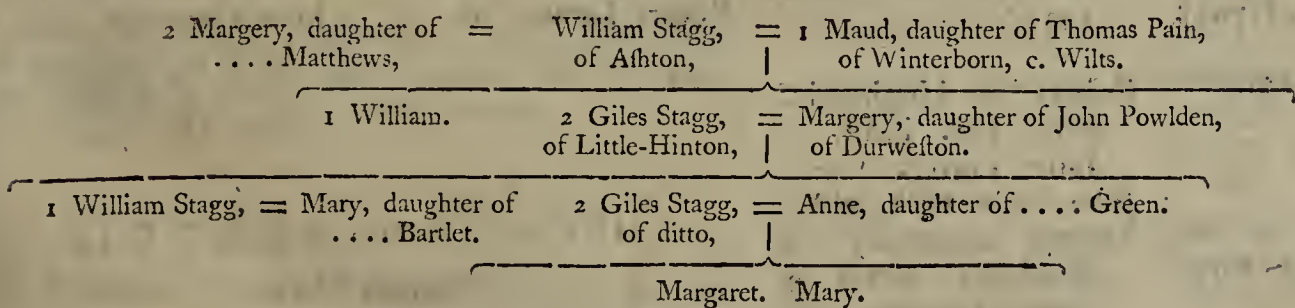 2 Margery, daughter of = William Stagg, = 1 Maud, daughter of Thomas Pain,
. . . . Matthews, of Aſhton, | of Winterborn, c. Wilts.
1 William. 2 Giles Stagg, = Margery, daughter of John Powlden,
of Little-Hinton, | of Durweſton.
1 William Stagg, = Mary, daughter of 2 Giles Stagg, = Anne, daughter of . . . . Green.
. . . . Bartlet. of ditto, |
Margaret. Mary.